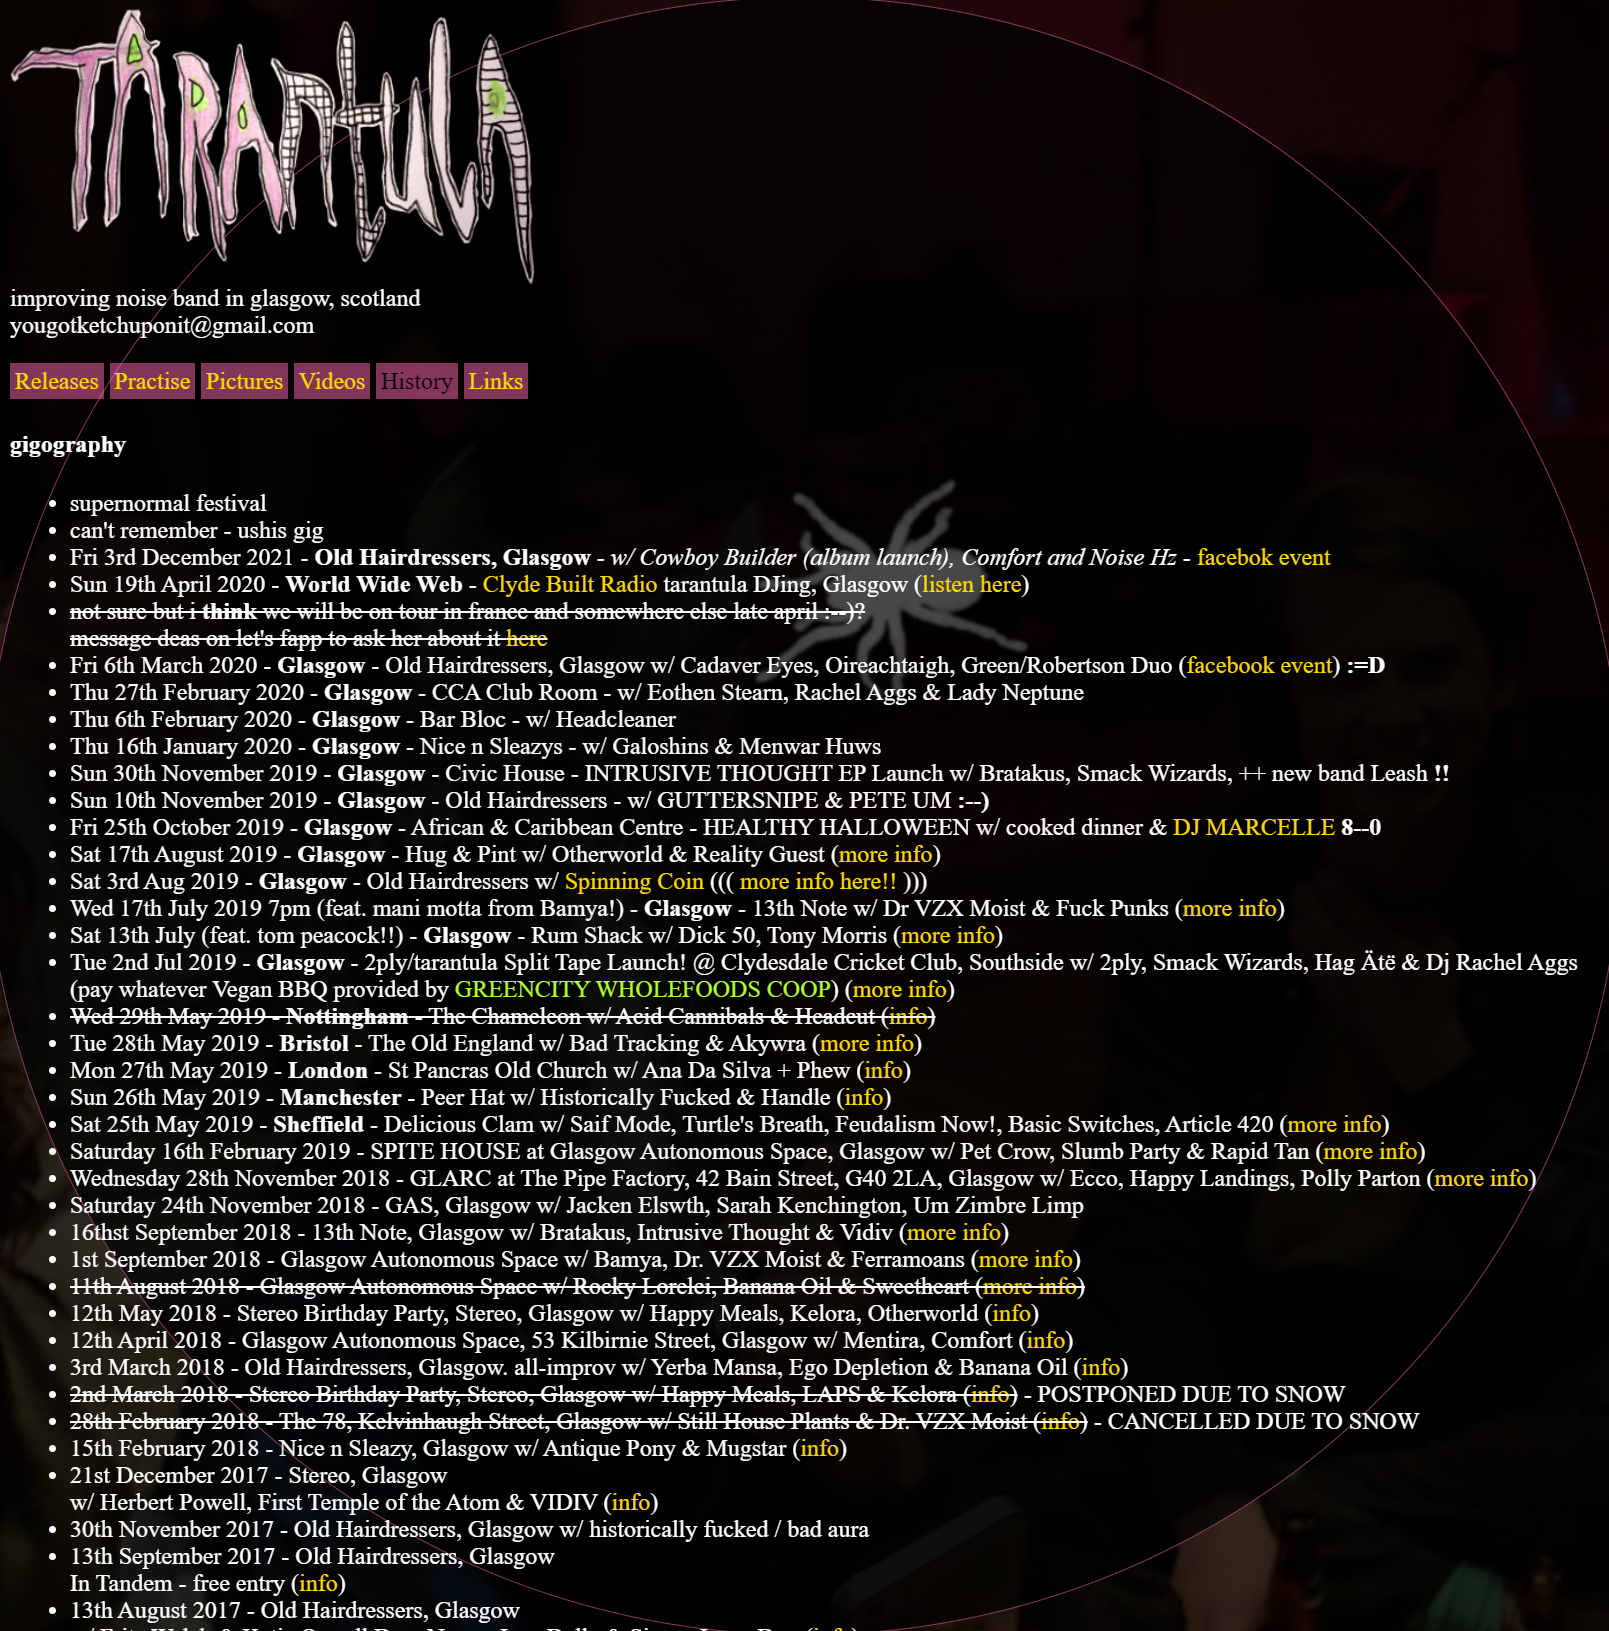 TARANTULA
improving noise band in glasgow, scotland
yougotketchuponit@gmail.com
Releases Practise Pictures Videos History Links
gigography
• supernormal festival
• can't remember - ushis gig
• Fri 3rd December 2021 - Old Hairdressers, Glasgow - w/ Cowboy Builder (album launch), Comfort and Noise Hz - facebok event
• Sun 19th April 2020 - World Wide Web - Clyde Built Radio tarantula DJing, Glasgow (listen here)
• not sure but i think we will be on tour in france and somewhere else late april :--)?
message deas on let's fapp to ask her about it here
• Fri 6th March 2020 - Glasgow - Old Hairdressers, Glasgow w/ Cadaver Eyes, Oireachtaigh, Green/Robertson Duo (facebook event) :=D
• Thu 27th February 2020 - Glasgow - CCA Club Room - w/ Eothen Stearn, Rachel Aggs & Lady Neptune
• Thu 6th February 2020 - Glasgow - Bar Bloc - w/ Headcleaner
• Thu 16th January 2020 - Glasgow - Nice n Sleazys - w/ Galoshins & Menwar Huws
• Sun 30th November 2019 - Glasgow - Civic House - INTRUSIVE THOUGHT EP Launch w/ Bratakus, Smack Wizards, ++ new band Leash !!
• Sun 10th November 2019 - Glasgow - Old Hairdressers - w/ GUTTERSNIPE & PETE UM :--)
• Fri 25th October 2019 - Glasgow - African & Caribbean Centre - HEALTHY HALLOWEEN w/ cooked dinner & DJ MARCELLE 8--0
• Sat 17th August 2019 - Glasgow - Hug & Pint w/ Otherworld & Reality Guest (more info)
• Sat 3rd Aug 2019 - Glasgow - Old Hairdressers w/ Spinning Coin ((( more info here!! )))
• Wed 17th July 2019 7pm (feat. mani motta from Bamya!) - Glasgow - 13th Note w/ Dr VZX Moist & Fuck Punks (more info)
• Sat 13th July (feat. tom peacock!!) - Glasgow - Rum Shack w/ Dick 50, Tony Morris (more info)
• Tue 2nd Jul 2019 - Glasgow - 2ply/tarantula Split Tape Launch! @ Clydesdale Cricket Club, Southside w/ 2ply, Smack Wizards, Hag Ätë & Dj Rachel Aggs
(pay whatever Vegan BBQ provided by GREENCITY WHOLEFOODS COOP) (more info)
• Wed 29th May 2019 - Nottingham - The Chameleon w/ Acid Cannibals & Headcut (info)
• Tue 28th May 2019 - Bristol - The Old England w/ Bad Tracking & Akywra (more info)
• Mon 27th May 2019 - London - St Pancras Old Church w/ Ana Da Silva + Phew (info)
• Sun 26th May 2019 - Manchester - Peer Hat w/ Historically Fucked & Handle (info)
• Sat 25th May 2019 - Sheffield - Delicious Clam w/ Saif Mode, Turtle's Breath, Feudalism Now!, Basic Switches, Article 420 (more info)
• Saturday 16th February 2019 - SPITE HOUSE at Glasgow Autonomous Space, Glasgow w/ Pet Crow, Slumb Party & Rapid Tan (more info)
• Wednesday 28th November 2018 - GLARC at The Pipe Factory, 42 Bain Street, G40 2LA, Glasgow w/ Ecco, Happy Landings, Polly Parton (more info)
• Saturday 24th November 2018 - GAS, Glasgow w/ Jacken Elswth, Sarah Kenchington, Um Zimbre Limp
• 16thst September 2018 - 13th Note, Glasgow w/ Bratakus, Intrusive Thought & Vidiv (more info)
• 1st September 2018 - Glasgow Autonomous Space w/ Bamya, Dr. VZX Moist & Ferramoans (more info)
• 11th August 2018 - Glasgow Autonomous Space w/ Rocky Lorelei, Banana Oil & Sweetheart (more info)
• 12th May 2018 - Stereo Birthday Party, Stereo, Glasgow w/ Happy Meals, Kelora, Otherworld (info)
• 12th April 2018 - Glasgow Autonomous Space, 53 Kilbirnie Street, Glasgow w/ Mentira, Comfort (info)
• 3rd March 2018 - Old Hairdressers, Glasgow. all-improv w/ Yerba Mansa, Ego Depletion & Banana Oil (info)
• 2nd March 2018 - Stereo Birthday Party, Stereo, Glasgow w/ Happy Meals, LAPS & Kelora (info) - POSTPONED DUE TO SNOW
• 28th February 2018 - The 78, Kelvinhaugh Street, Glasgow w/ Still House Plants & Dr. VZX Moist (info) - CANCELLED DUE TO SNOW
• 15th February 2018 - Nice n Sleazy, Glasgow w/ Antique Pony & Mugstar (info)
• 21st December 2017 - Stereo, Glasgow
w/ Herbert Powell, First Temple of the Atom & VIDIV (info)
• 30th November 2017 - Old Hairdressers, Glasgow w/ historically fucked / bad aura
• 13th September 2017 - Old Hairdressers, Glasgow
In Tandem - free entry (info)
• 13th August 2017 - Old Hairdressers, Glasgow